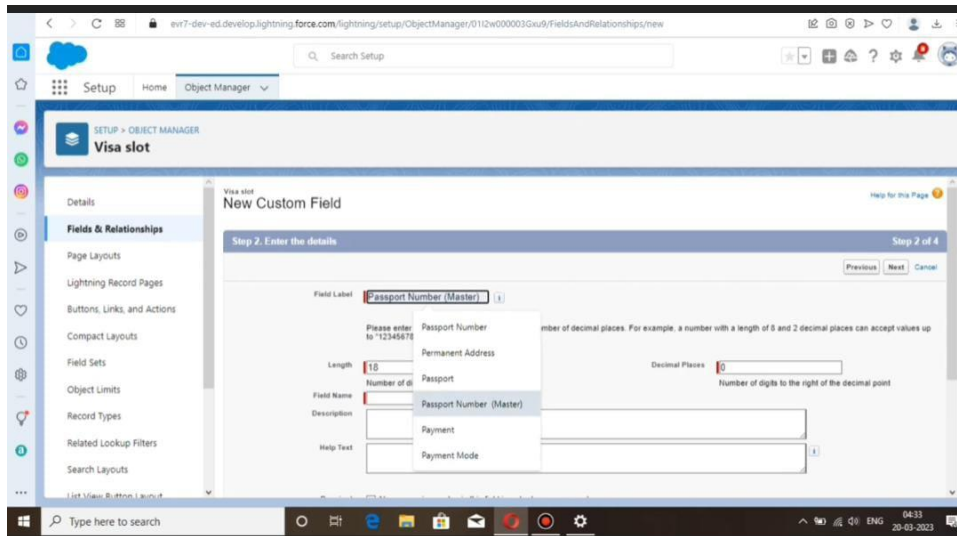 evr7-dev-ed.develop.lightning.force.com/lightning/setup/ObjectManager/01I2w000003Gxu9/FieldsAndRelationships/new
Search Setup
Setup
Home
Object Manager
SETUP > OBJECT MANAGER
Visa slot
Details
Fields & Relationships
Page Layouts
Lightning Record Pages
Buttons, Links, and Actions
Compact Layouts
Field Sets
Object Limits
Record Types
Related Lookup Filters
Search Layouts
List View Button Layout
Visa slot
New Custom Field
Help for this Page
Step 2. Enter the details
Step 2 of 4
Previous
Next
Cancel
Field Label
Passport Number (Master)
Please enter
mber of decimal places. For example, a number with a length of 8 and 2 decimal places can accept values up
to "12345678
Passport Number
Permanent Address
Passport
Passport Number (Master)
Payment
Payment Mode
Length
18
Decimal Places
0
Number of di
Number of digits to the right of the decimal point
Field Name
Description
Help Text
Type here to search
ENG
04:33
20-03-2023